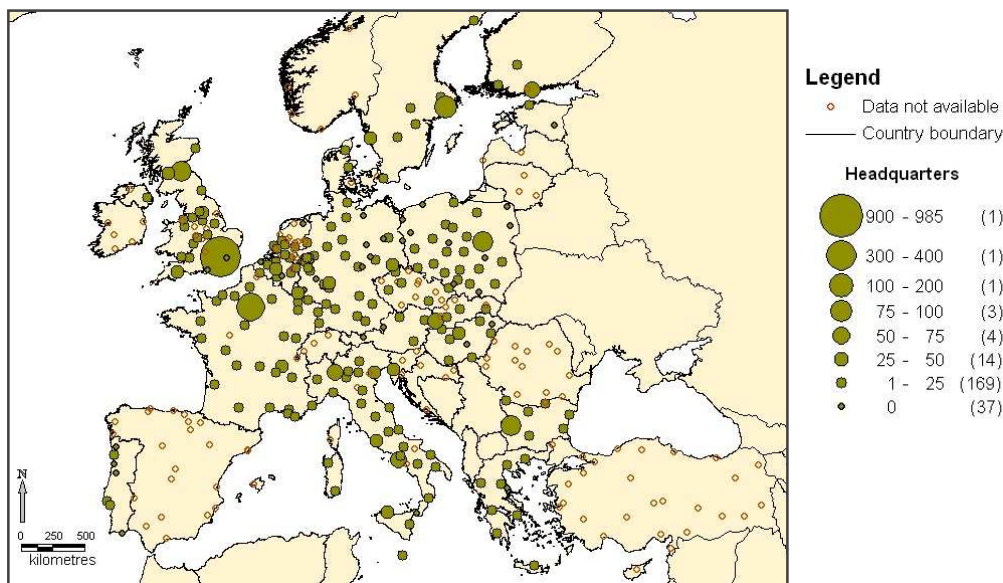 Legend
Data not available
Country boundary
Headquarters
900 - 985 (1)
300 - 400 (1)
100 - 200 (1)
75 - 100 (3)
50 - 75 (4)
25 - 50 (14)
1 - 25 (169)
0 (37)
N
0 250 500
kilometres